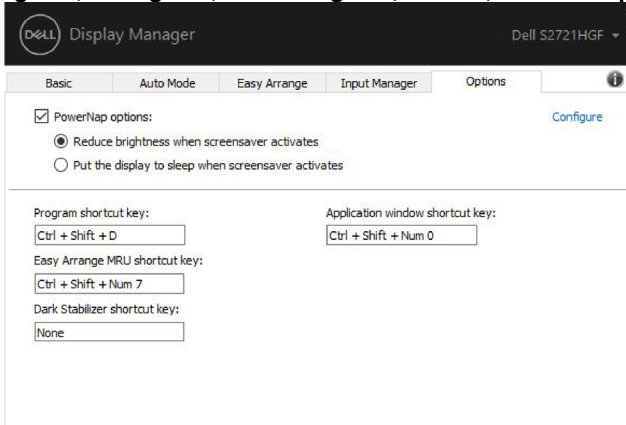 DELL Display Manager
Dell S2721HGF
Basic Auto Mode Easy Arrange Input Manager Options
PowerNap options: Configure
Reduce brightness when screensaver activates
Put the display to sleep when screensaver activates
Program shortcut key: Application window shortcut key:
Ctrl + Shift + D Ctrl + Shift + Num 0
Easy Arrange MRU shortcut key:
Ctrl + Shift + Num 7
Dark Stabilizer shortcut key:
None